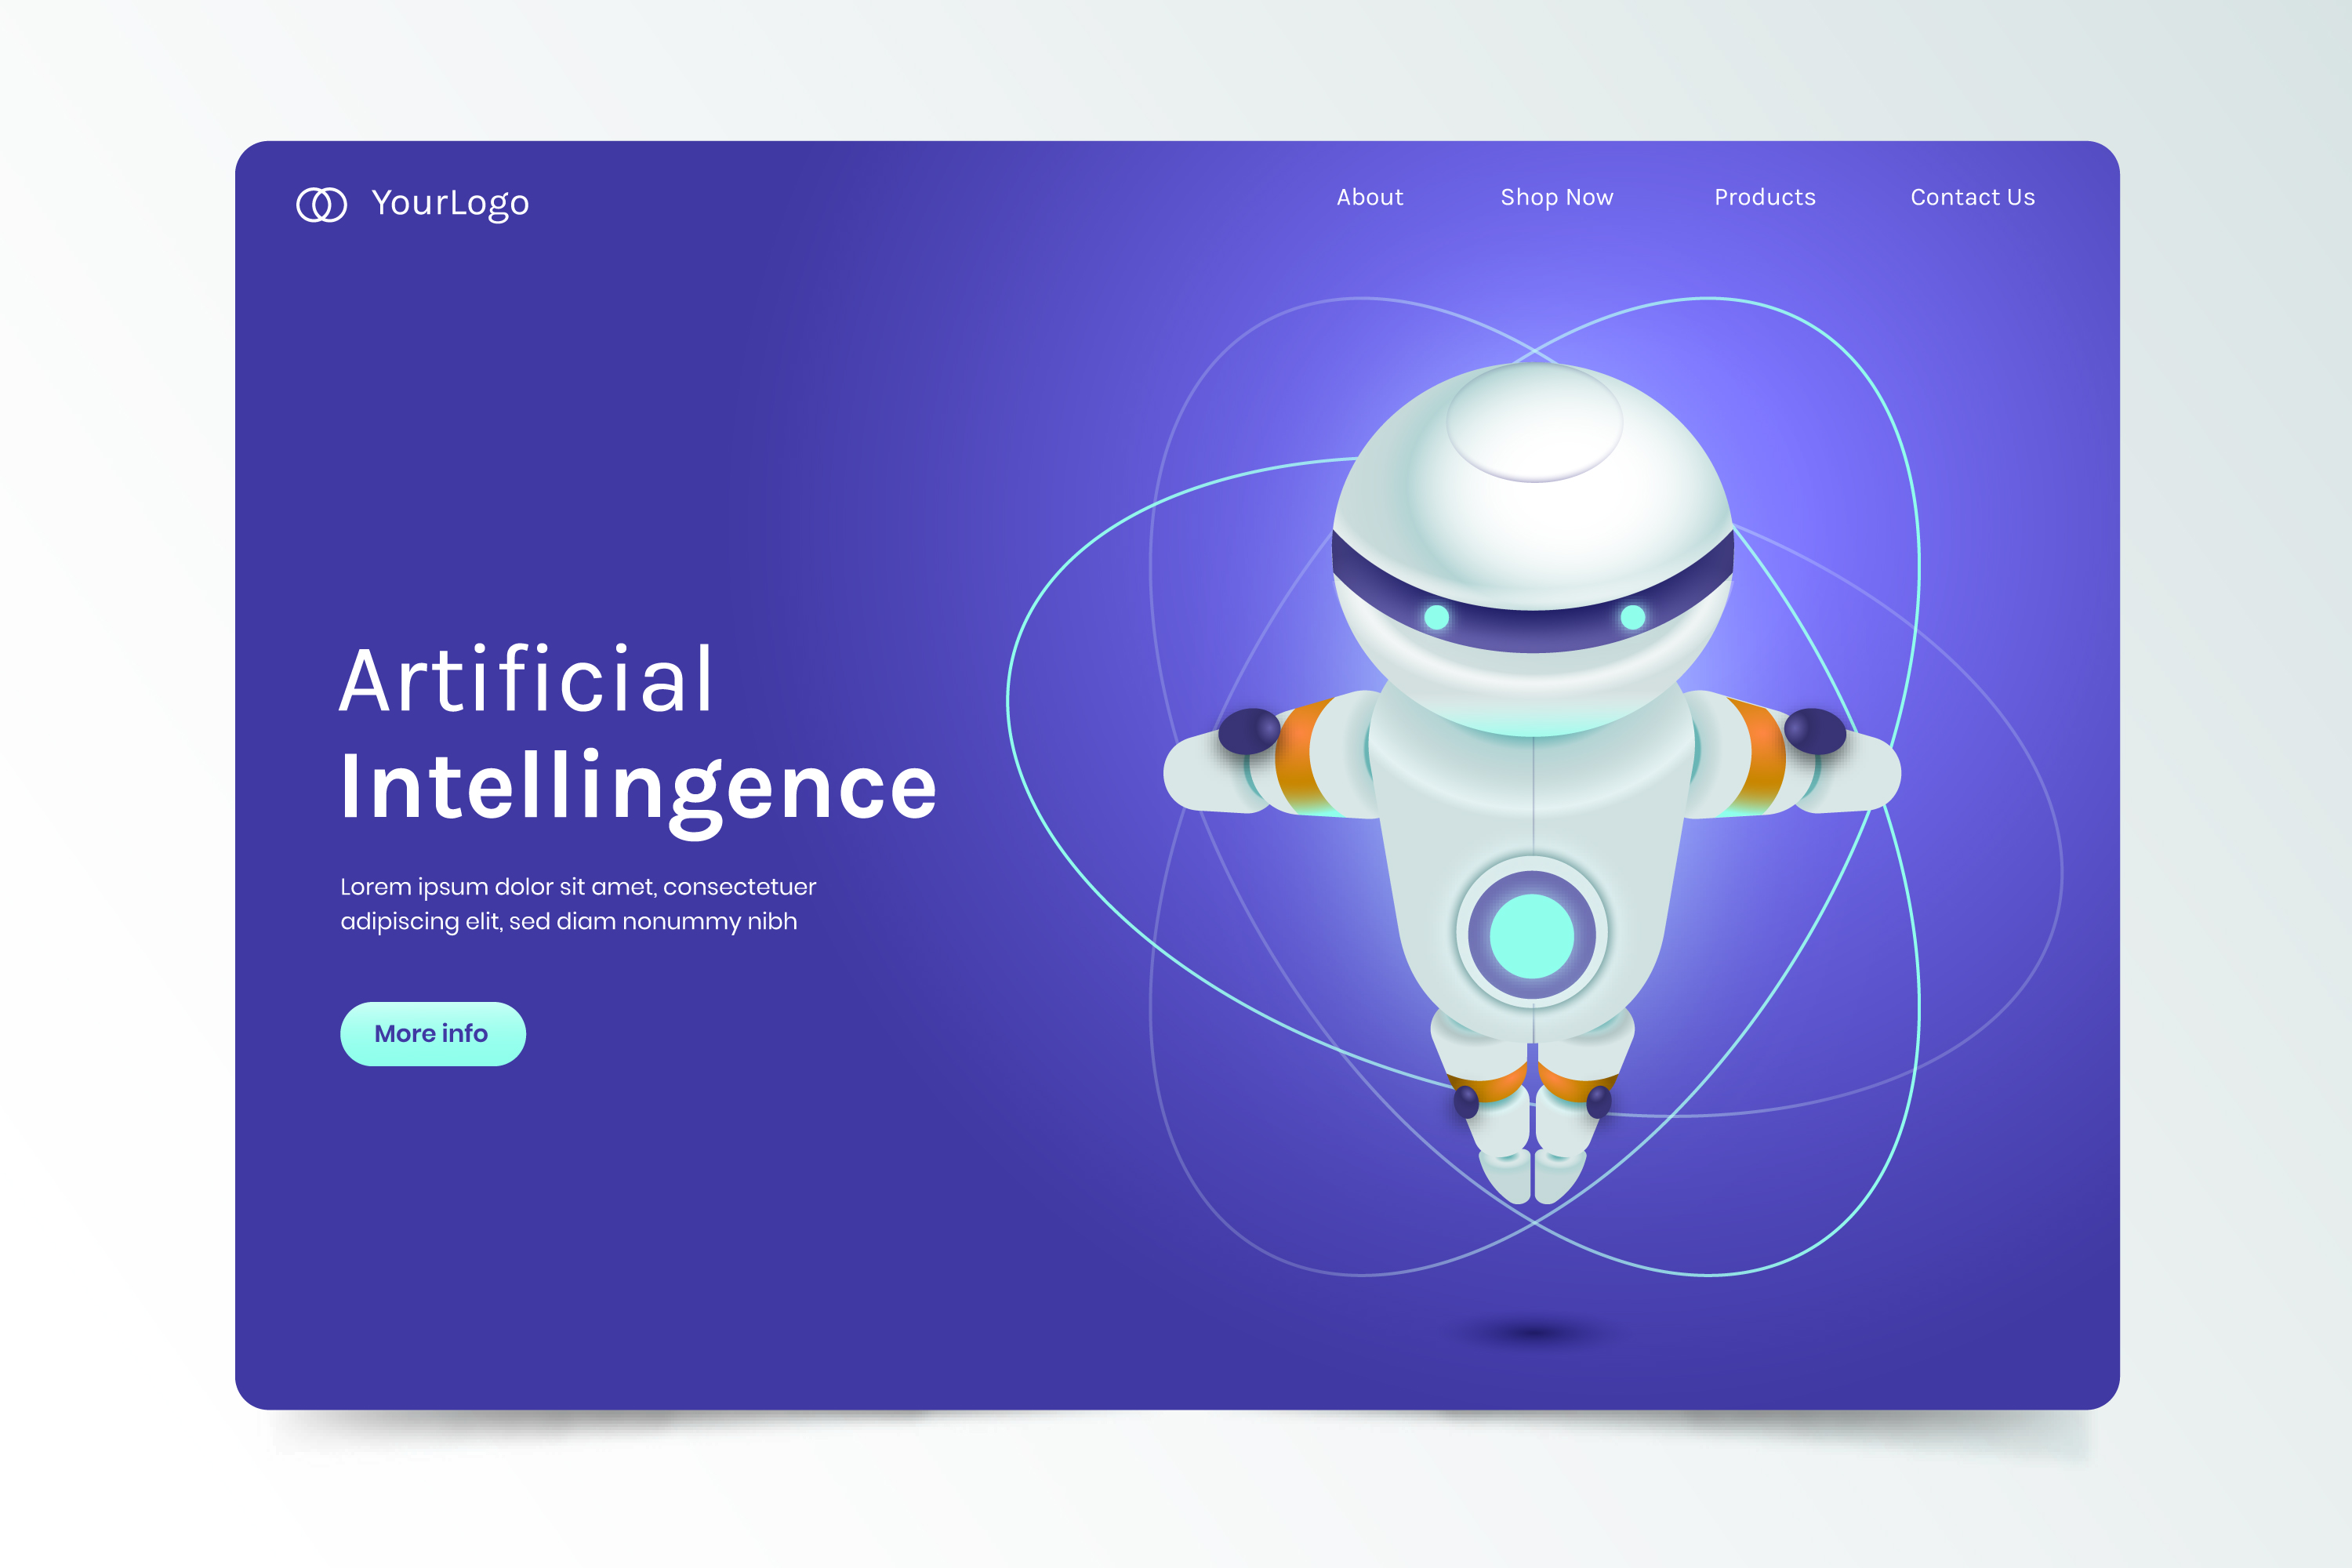 YourLogo
About
Shop Now
Products
Contact Us
Artificial
Intellingence
Lorem ipsum dolor sit amet, consectetuer
adipiscing elit, sed diam nonummy nibh
More info